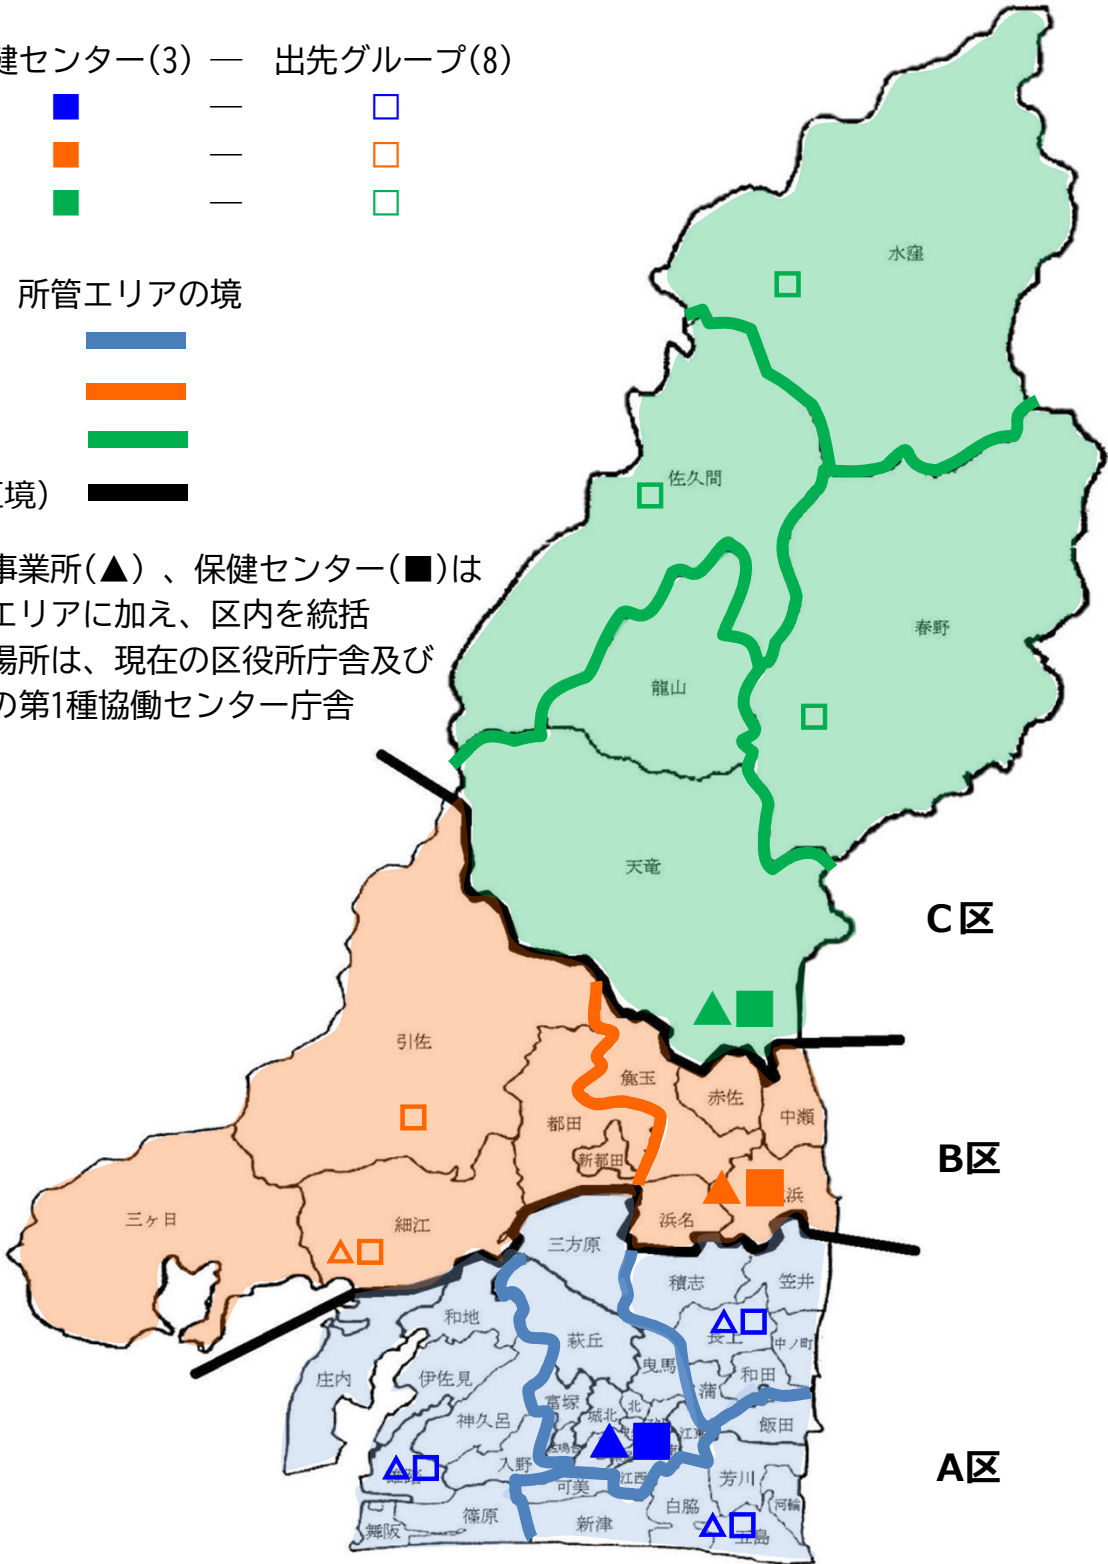 健センター(3) ― 出先グループ(8)
■ ― □
■ ― □
■ ― □
所管エリアの境
区境)
事業所(▲) 、保健センター(■)は
エリアに加え、区内を統括
場所は、現在の区役所庁舎及び
の第1種協働センター庁舎
水窪
佐久間
春野
龍山
天竜
C区
引佐
麁玉
赤佐
中瀬
都田
新都田
B区
三ヶ日
細江
浜名
浜
三方原
積志
笠井
和地
萩丘
長上
中ノ町
曳馬
庄内
伊佐見
和田
蒲
富塚
城北
北
神久呂
飯田
江東
入野
可美
江西
芳川
A区
白脇
河輪
篠原
新津
舞阪
五島